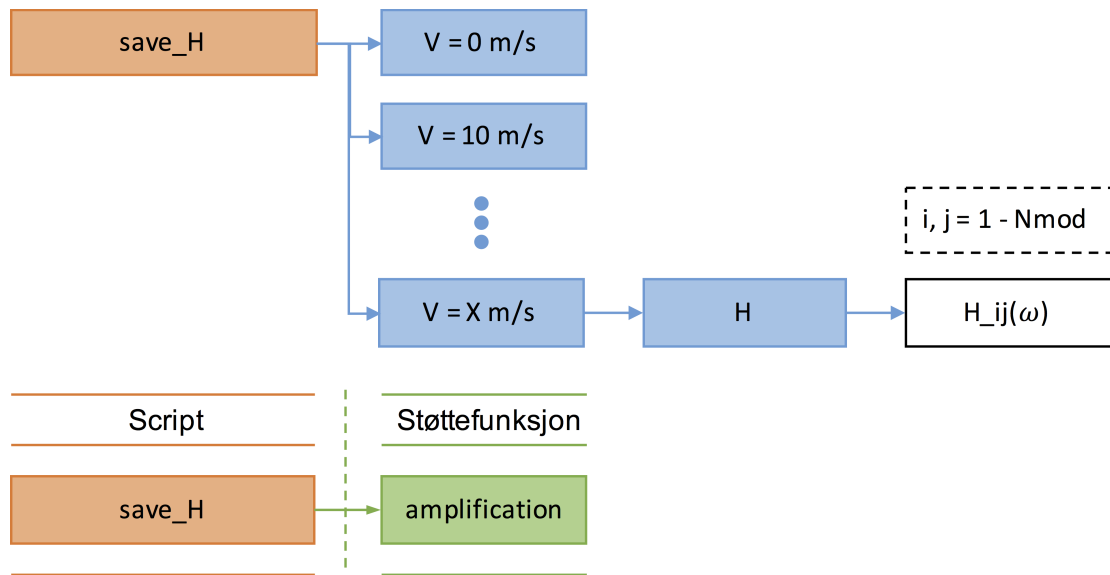 save_H
V = 0 m/s
V = 10 m/s
i, j = 1 - Nmod
V = X m/s
H
H_ij(ω)
Script
Støttefunksjon
save_H
amplification